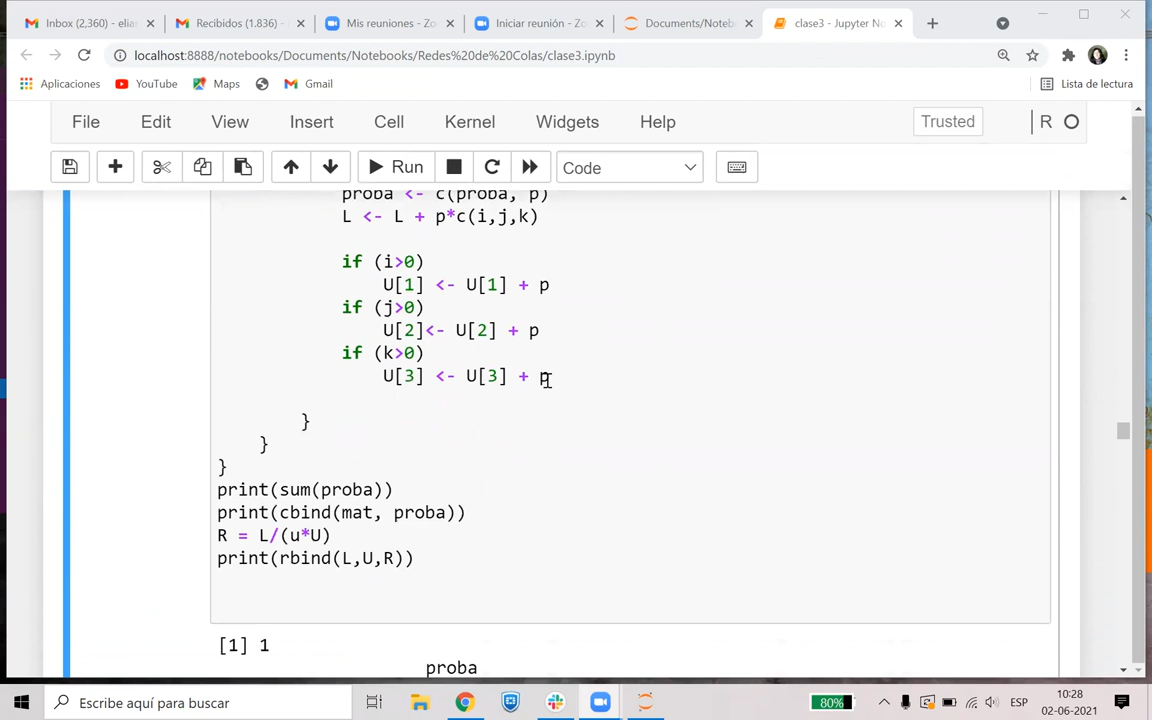 Inbox (2,360) - elia
Recibidos (1.836) - e
Mis reuniones - Zo
Iniciar reunión - Zo
Documents/Noteb
clase3 - Jupyter No
localhost:8888/notebooks/Documents/Notebooks/Redes%20de%20Colas/clase3.ipynb
Aplicaciones
YouTube
Maps
Gmail
Lista de lectura
File
Edit
View
Insert
Cell
Kernel
Widgets
Help
Trusted
R
Run
Code
proba <- c(proba, p)
L <- L + p*c(i,j,k)
if (i>0)
U[1] <- U[1] + p
if (j>0)
U[2]<- U[2] + p
if (k>0)
U[3] <- U[3] + p
}
}
}
print(sum(proba))
print(cbind(mat, proba))
R = L/(u*U)
print(rbind(L,U,R))
[1] 1
proba
Escribe aquí para buscar
80%
ESP
10:28
02-06-2021